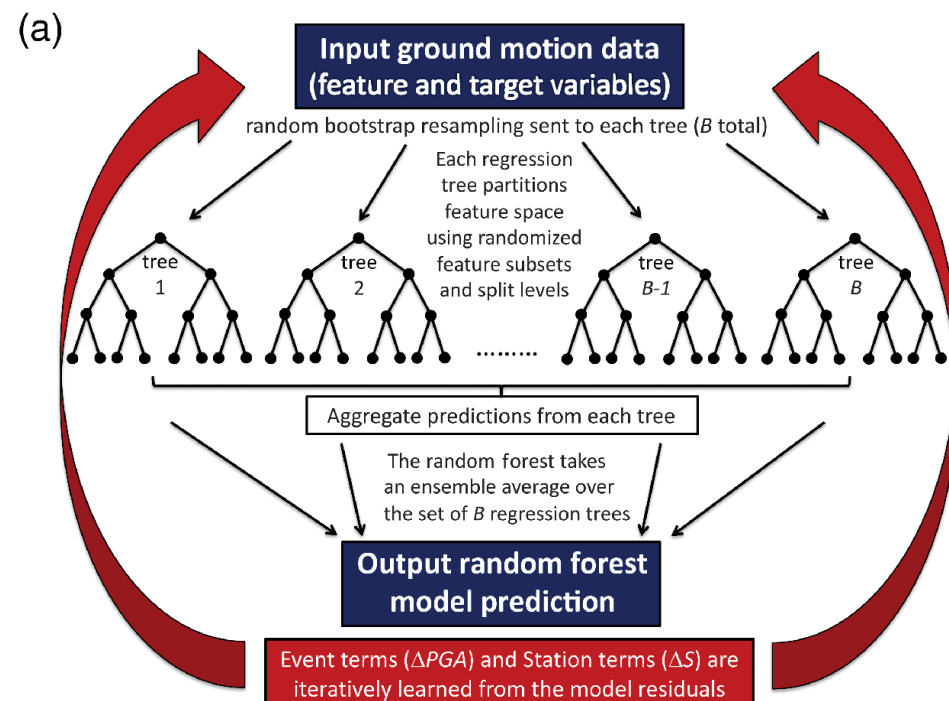 (a)
Input ground motion data
(feature and target variables)
random bootstrap resampling sent to each tree (B total)
Each regression
tree partitions
feature space
using randomized
feature subsets
and split levels
tree
1
tree
2
tree
B-1
tree
B
.........
Aggregate predictions from each tree
The random forest takes
an ensemble average over
the set of B regression trees
Output random forest
model prediction
Event terms (ΔPGA) and Station terms (ΔS) are
iteratively learned from the model residuals